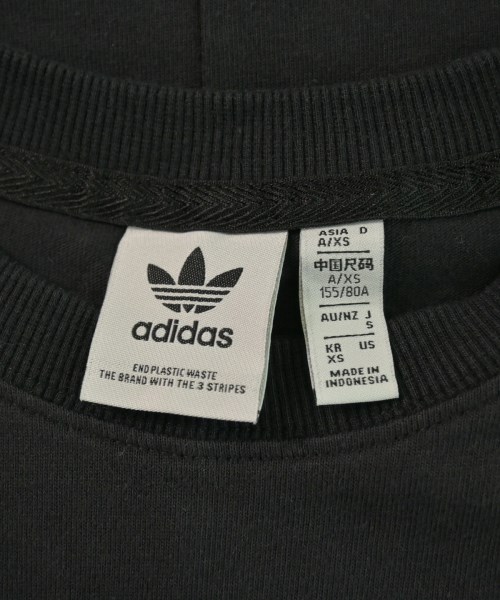 adidas
END PLASTIC WASTE
THE BRAND WITH THE 3 STRIPES
ASIA D
A/XS
中国尺码
A/XS
155/80A
AU/NZ J
S
KR US
XS
MADE IN
INDONESIA